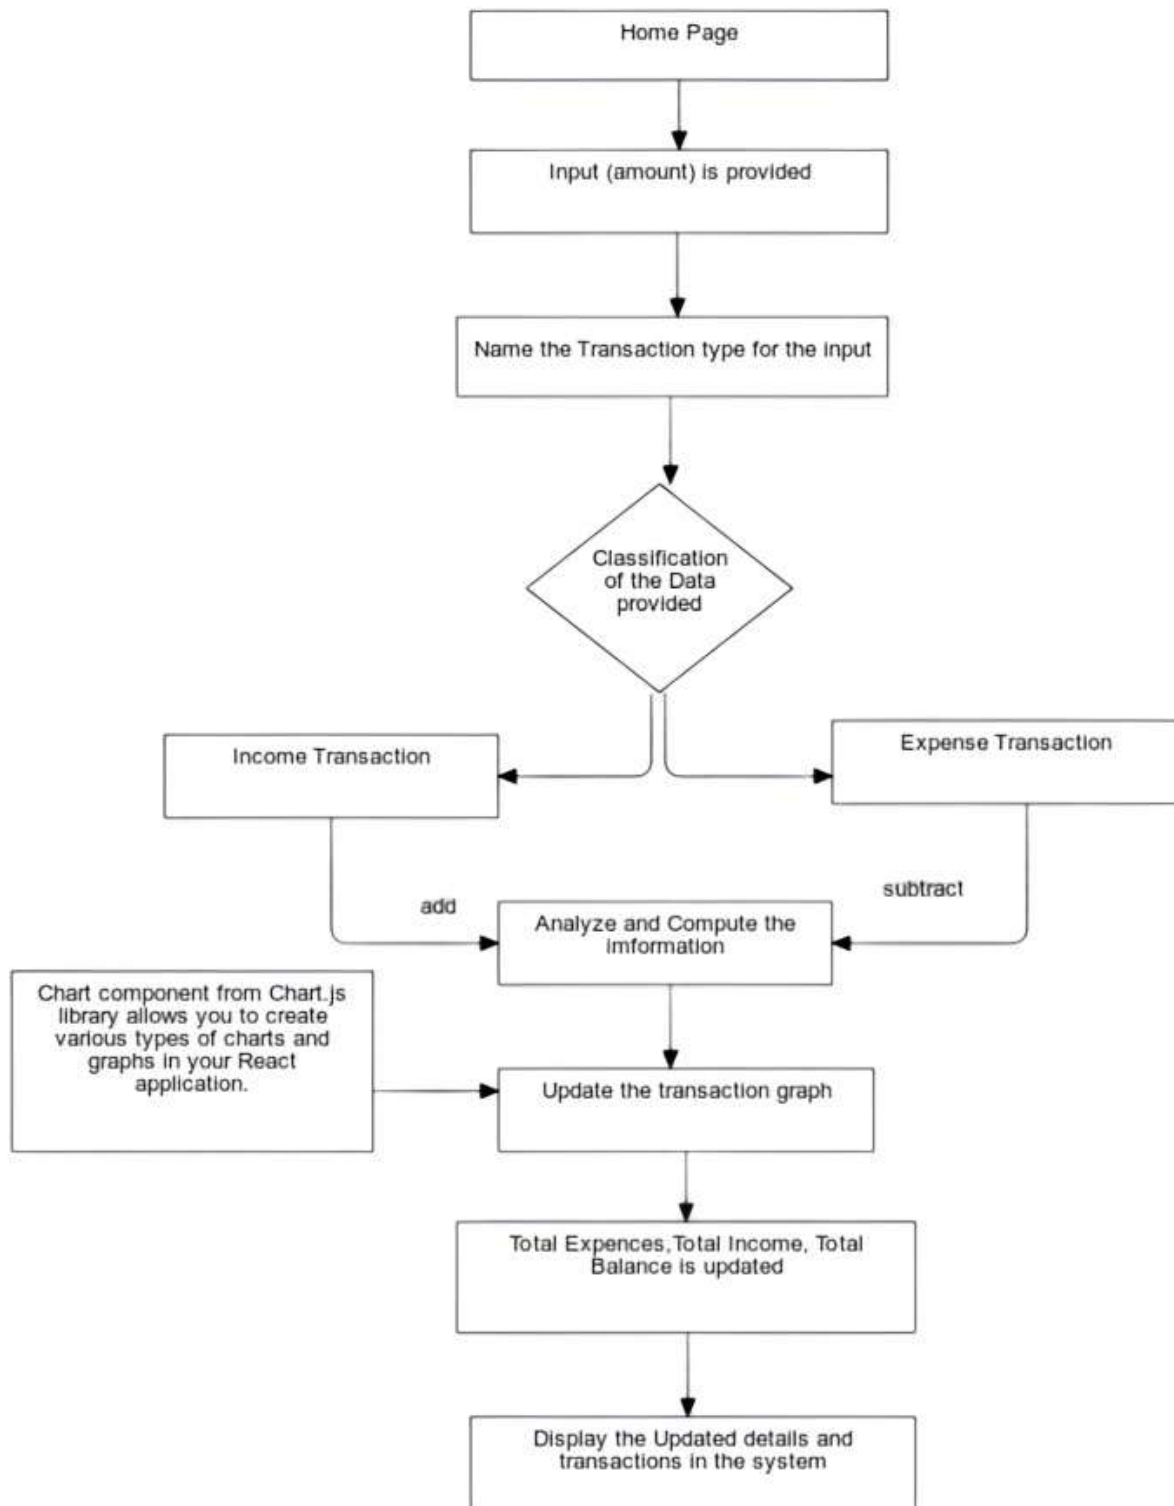 Home Page
Input (amount) is provided
Name the Transaction type for the input
Classification
of the Data
provided
Income Transaction
Expense Transaction
add
subtract
Analyze and Compute the
imformation
Chart component from Chart.js
library allows you to create
various types of charts and
graphs in your React
application.
Update the transaction graph
Total Expences,Total Income, Total
Balance is updated
Display the Updated details and
transactions in the system